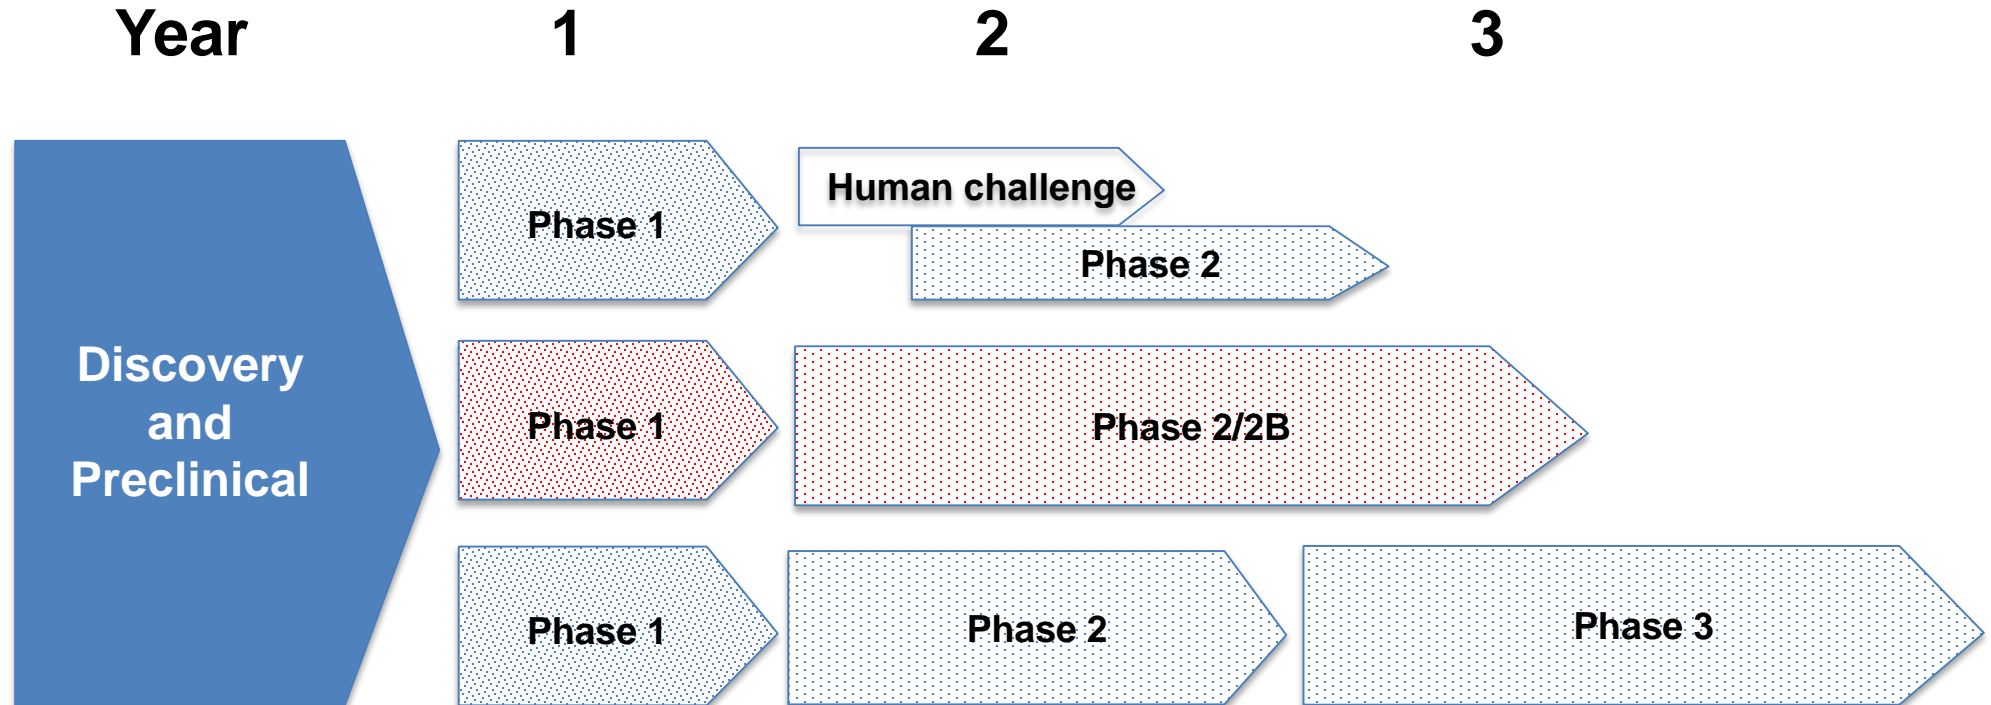 Year 1 2 3
Phase 1
Human challenge
Phase 2
Discovery
and
Preclinical
Phase 1
Phase 2/2B
Phase 1
Phase 2
Phase 3